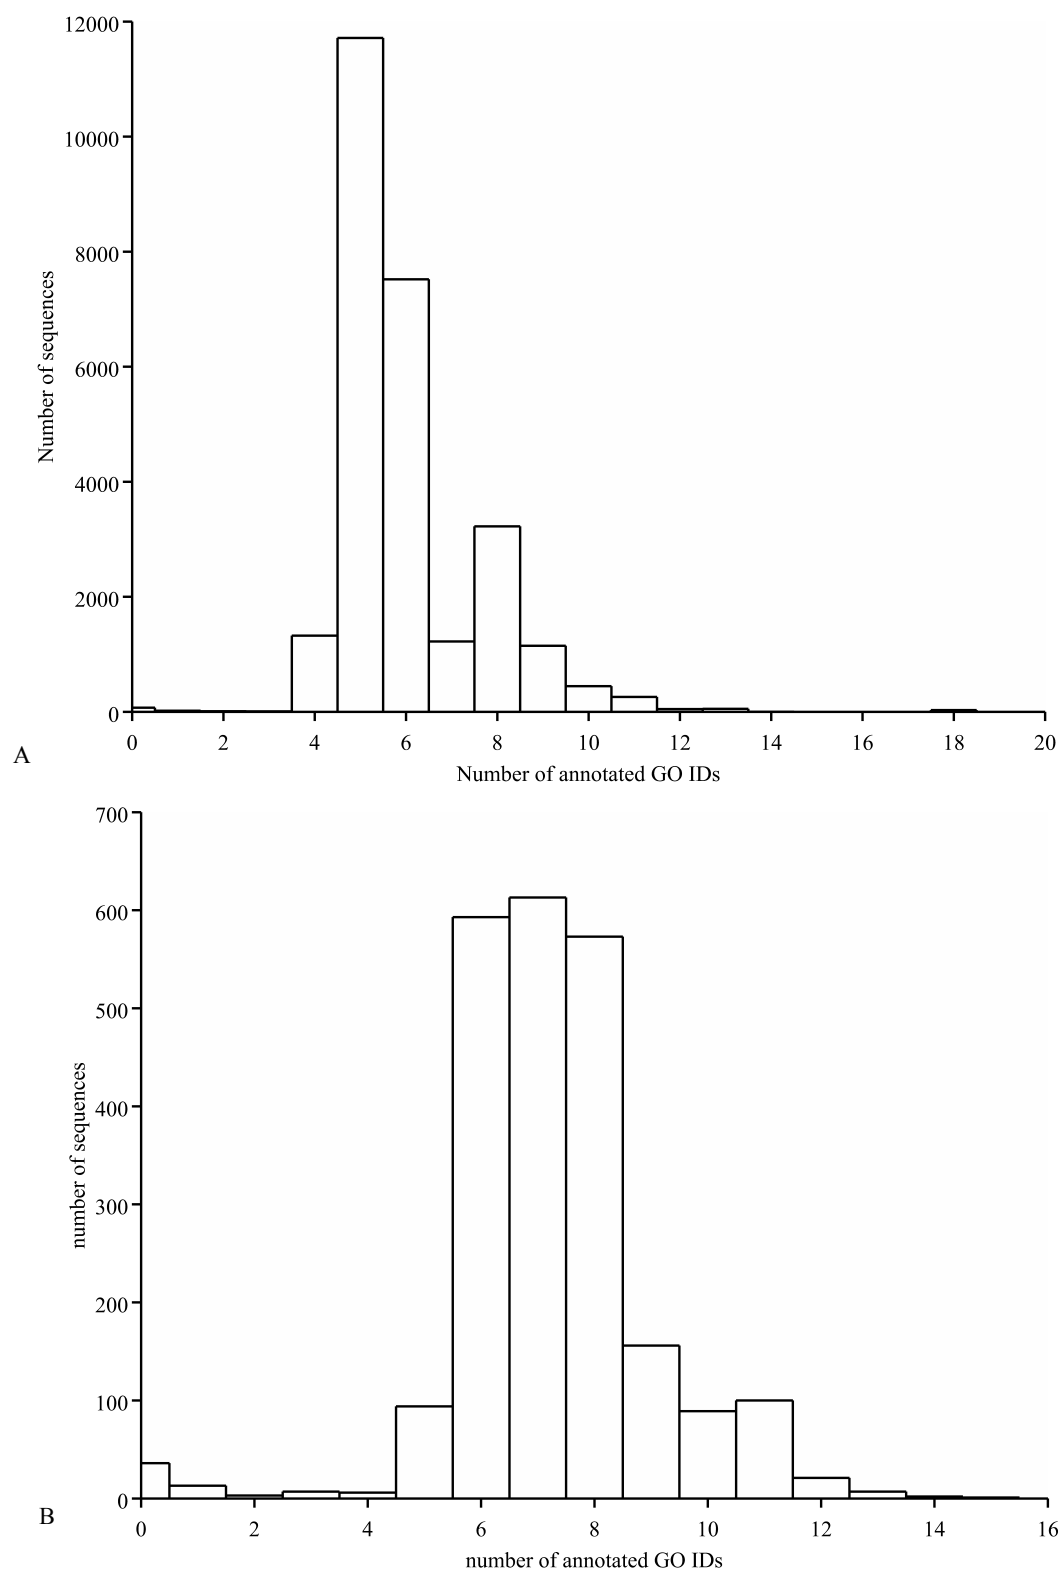 12000
10000
8000
6000
4000
2000
0
Number of sequences
0 2 4 6 8 10 12 14 16 18 20
A
Number of annotated GO IDs
700
600
500
400
300
200
100
0
number of sequences
0 2 4 6 8 10 12 14 16
B
number of annotated GO IDs